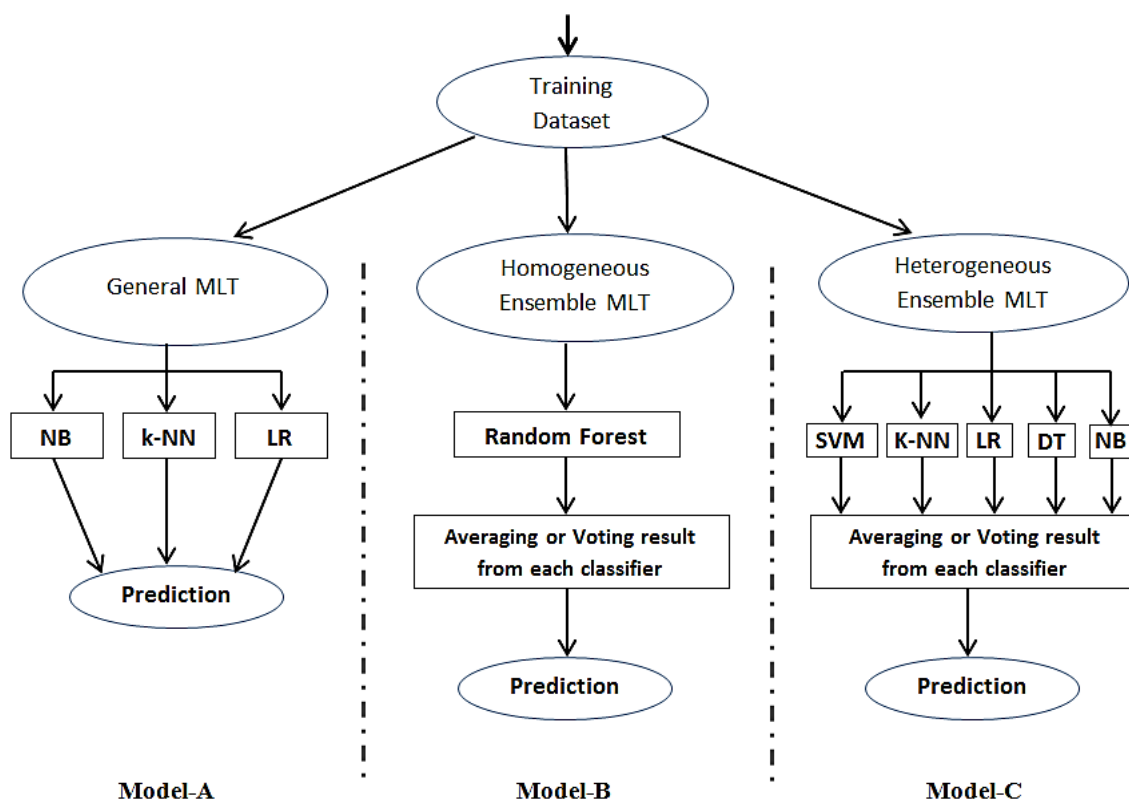 Training
Dataset
General MLT
Homogeneous
Ensemble MLT
Heterogeneous
Ensemble MLT
NB
k-NN
LR
Random Forest
SVM
K-NN
LR
DT
NB
Averaging or Voting result
from each classifier
Averaging or Voting result
from each classifier
Prediction
Prediction
Prediction
Model-A
Model-B
Model-C